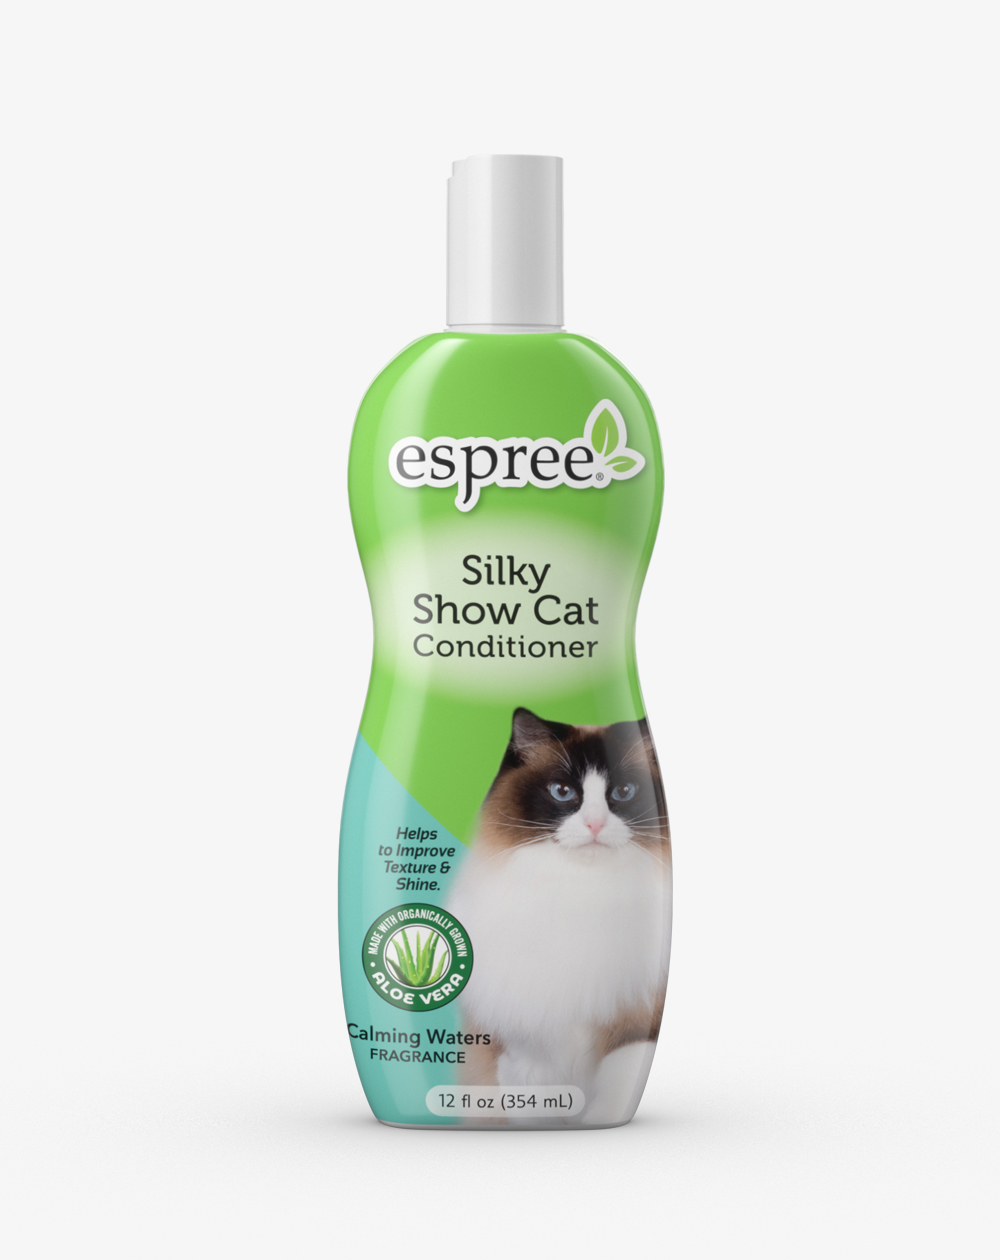 espree®
Silky
Show Cat
Conditioner
Helps
to Improve
Texture &
Shine.
MADE WITH ORGANICALLY GROWN
ALOE VERA
Calming Waters
FRAGRANCE
12 fl oz (354 mL)